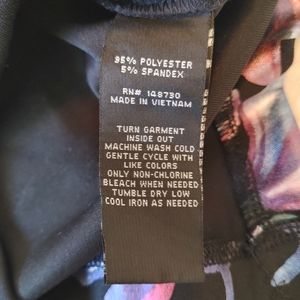 95% POLYESTER
5% SPANDEX
RN# 148730
MADE IN VIETNAM
TURN GARMENT
INSIDE OUT
MACHINE WASH COLD
GENTLE CYCLE WITH
LIKE COLORS
ONLY NON-CHLORINE
BLEACH WHEN NEEDED
TUMBLE DRY LOW
COOL IRON AS NEEDED